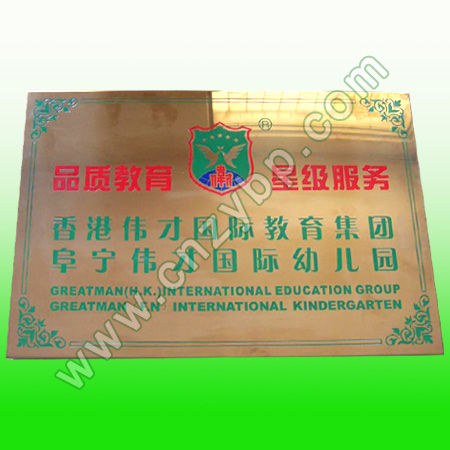 品质教育 ® 星级服务
香港伟才国际教育集团
阜宁伟才国际幼儿园
GREATMAN(H.K.)INTERNATIONAL EDUCATION GROUP
GREATMAN F.N INTERNATIONAL KINDERGARTEN
www.cnzybp.com